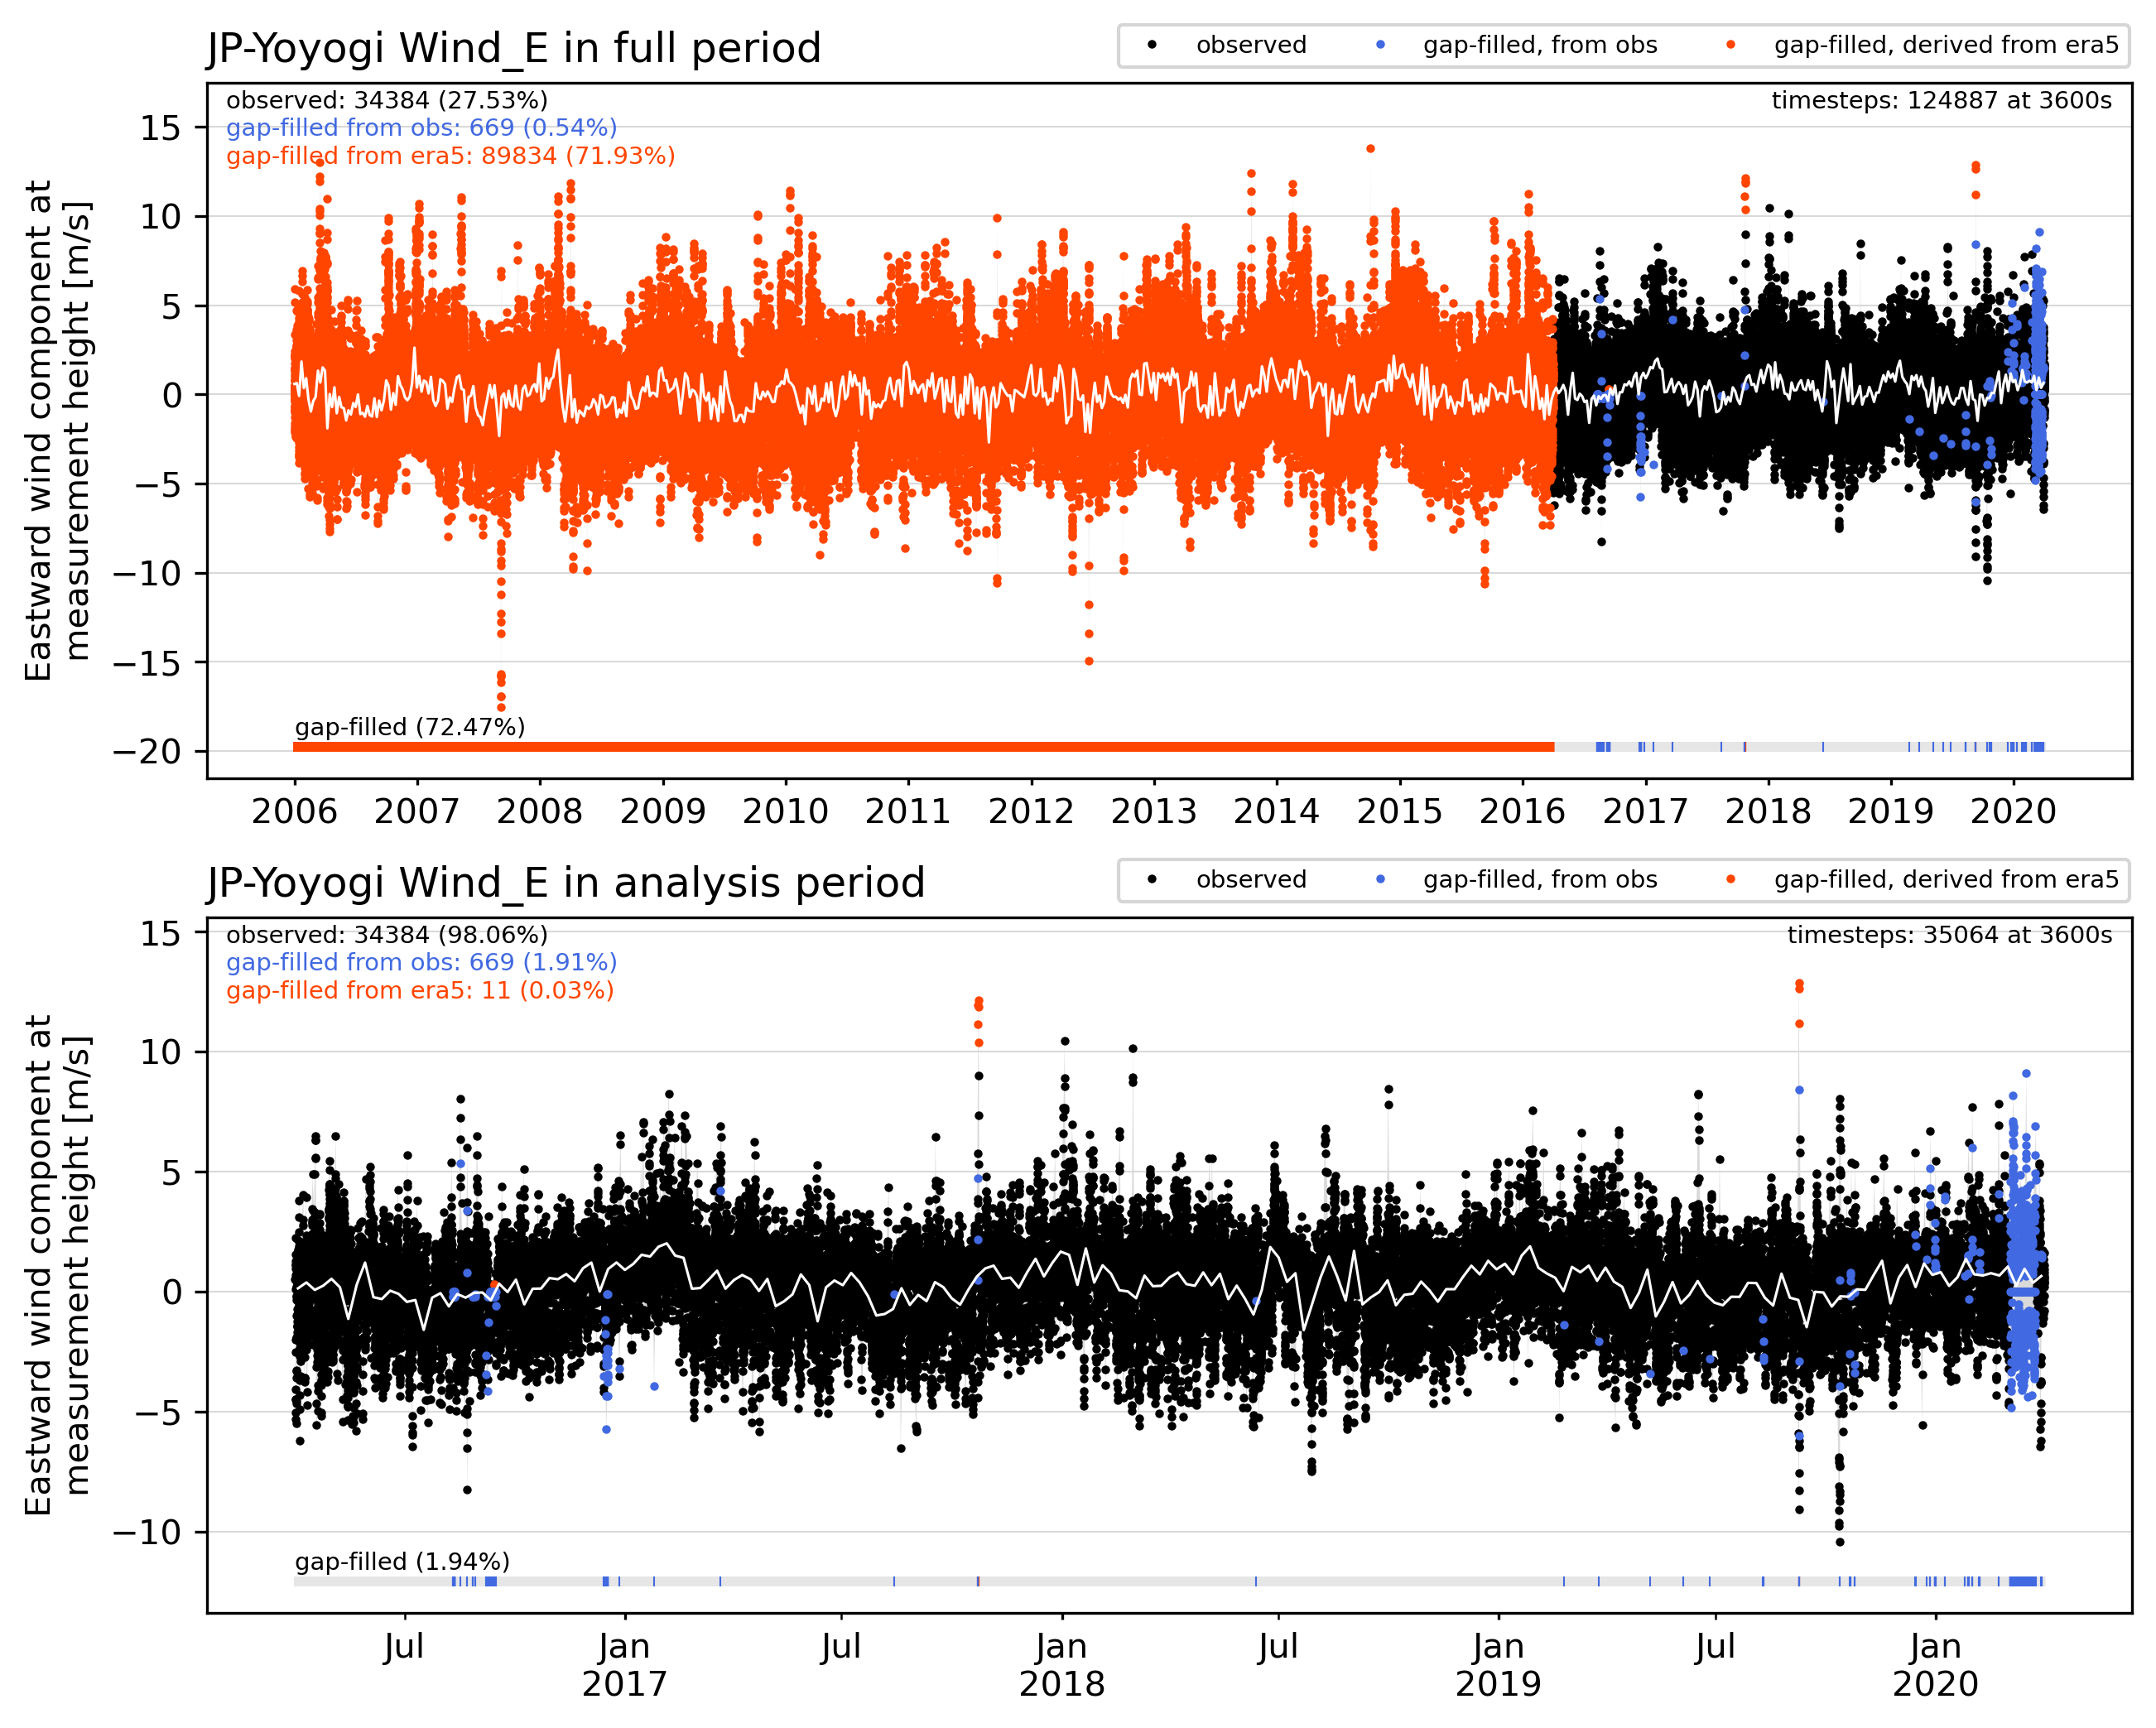 JP-Yoyogi Wind_E in full period
observed gap-filled, from obs gap-filled, derived from era5
observed: 34384 (27.53%)
timesteps: 124887 at 3600s
gap-filled from obs: 669 (0.54%)
gap-filled from era5: 89834 (71.93%)
Eastward wind component at
measurement height [m/s]
15
10
5
0
−5
−10
−15
−20
gap-filled (72.47%)
2006 2007 2008 2009 2010 2011 2012 2013 2014 2015 2016 2017 2018 2019 2020
JP-Yoyogi Wind_E in analysis period
observed gap-filled, from obs gap-filled, derived from era5
observed: 34384 (98.06%)
timesteps: 35064 at 3600s
gap-filled from obs: 669 (1.91%)
gap-filled from era5: 11 (0.03%)
Eastward wind component at
measurement height [m/s]
15
10
5
0
−5
−10
gap-filled (1.94%)
Jul Jan Jul Jan Jul Jan Jul Jan
2017 2018 2019 2020